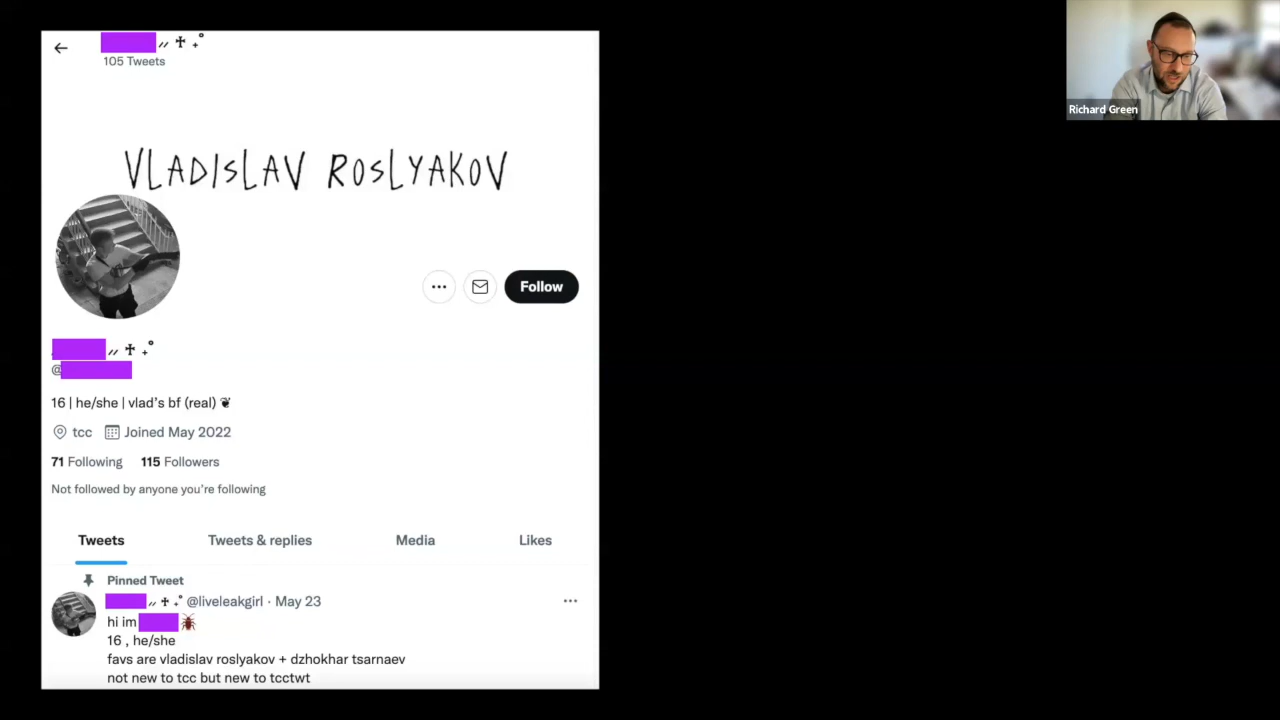 105 Tweets
VLADISLAV ROSLYAKOV
Follow
@
16 | he/she | vlad's bf (real) ❦
tcc Joined May 2022
71 Following 115 Followers
Not followed by anyone you're following
Tweets Tweets & replies Media Likes
Pinned Tweet
@liveleakgirl · May 23
hi im 🪳
16 , he/she
favs are vladislav roslyakov + dzhokhar tsarnaev
not new to tcc but new to tcctwt
Richard Green